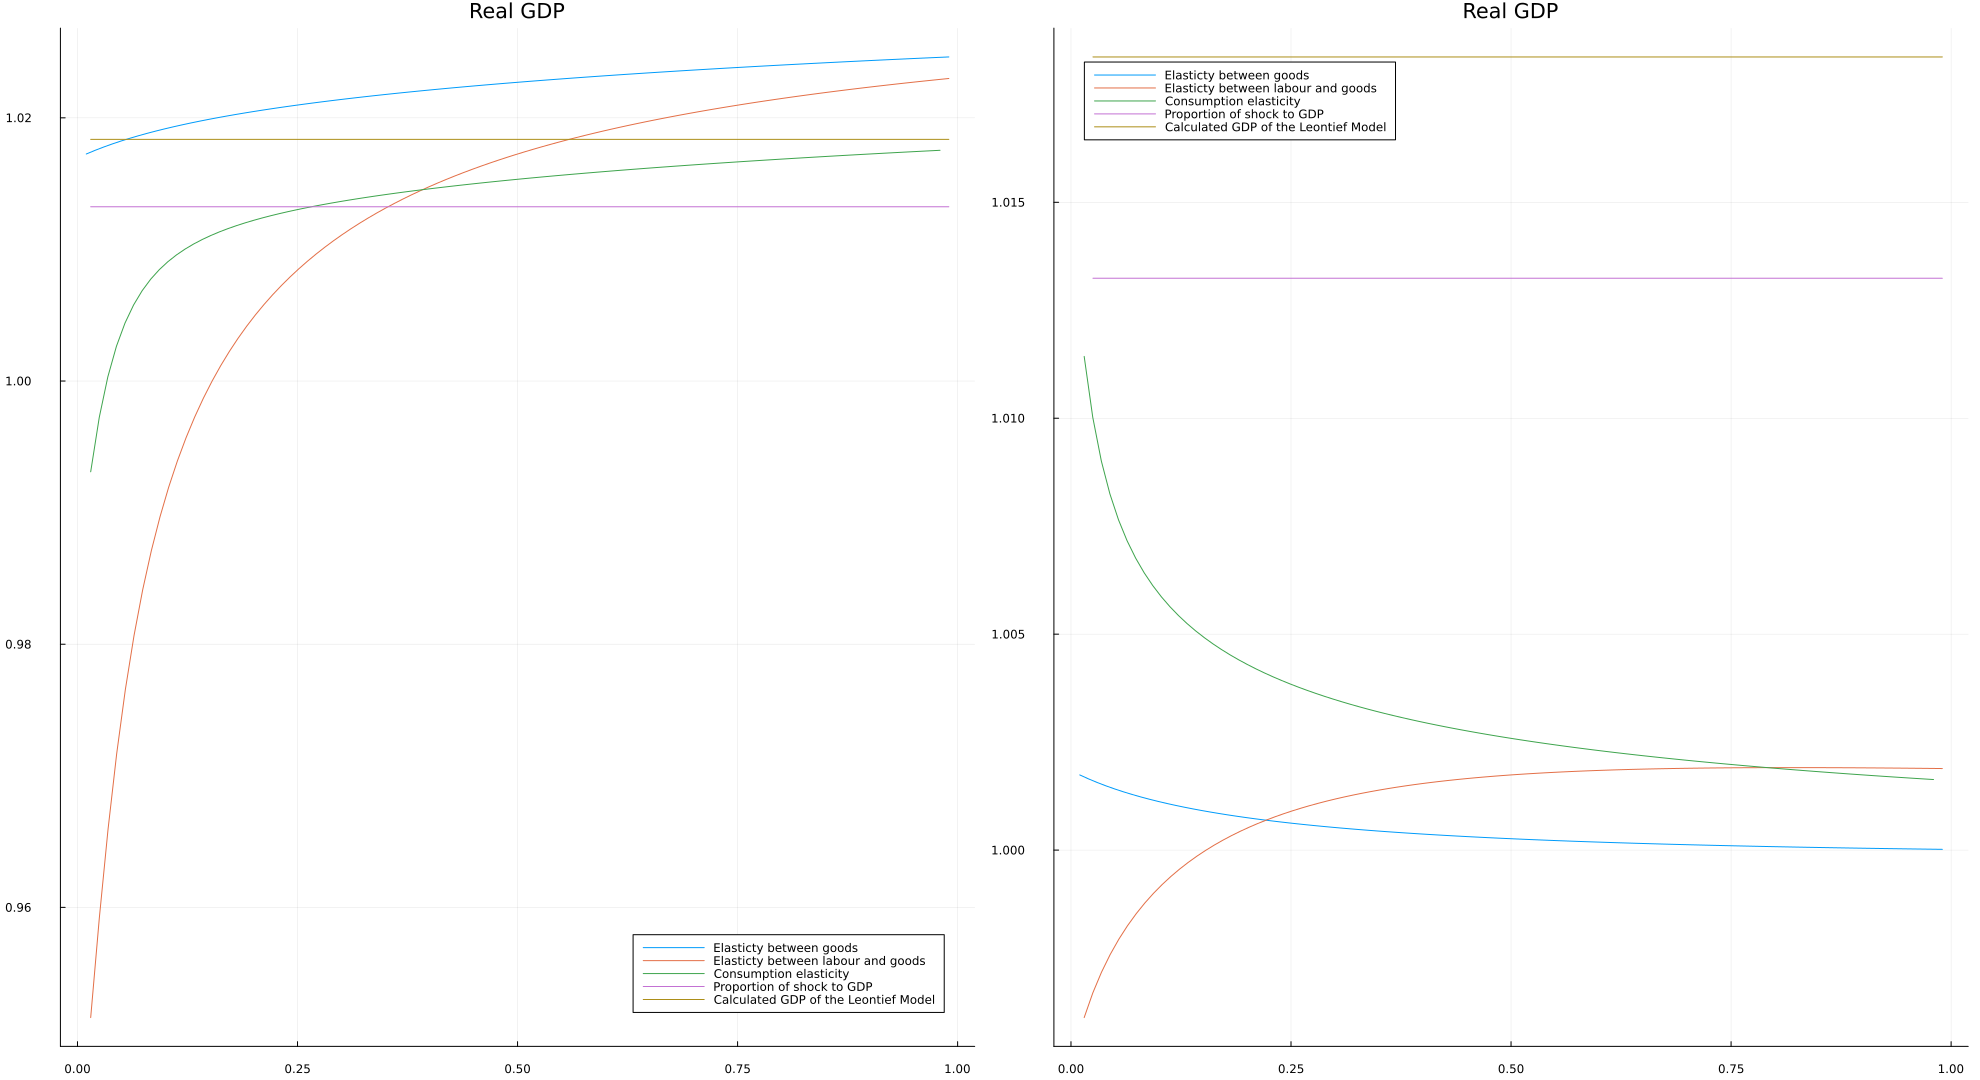 Real GDP
1.02
1.00
0.98
0.96
Elasticty between goods
Elasticty between labour and goods
Consumption elasticity
Proportion of shock to GDP
Calculated GDP of the Leontief Model
0.00
0.25
0.50
0.75
1.00
Real GDP
Elasticty between goods
Elasticty between labour and goods
Consumption elasticity
Proportion of shock to GDP
Calculated GDP of the Leontief Model
1.015
1.010
1.005
1.000
0.00
0.25
0.50
0.75
1.00